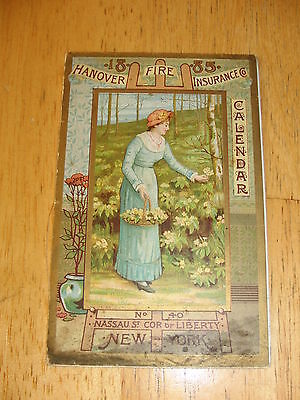 1885
HANOVER FIRE INSURANCE CO
CALENDAR
No 40
NASSAU ST COR OF LIBERTY
NEW-YORK